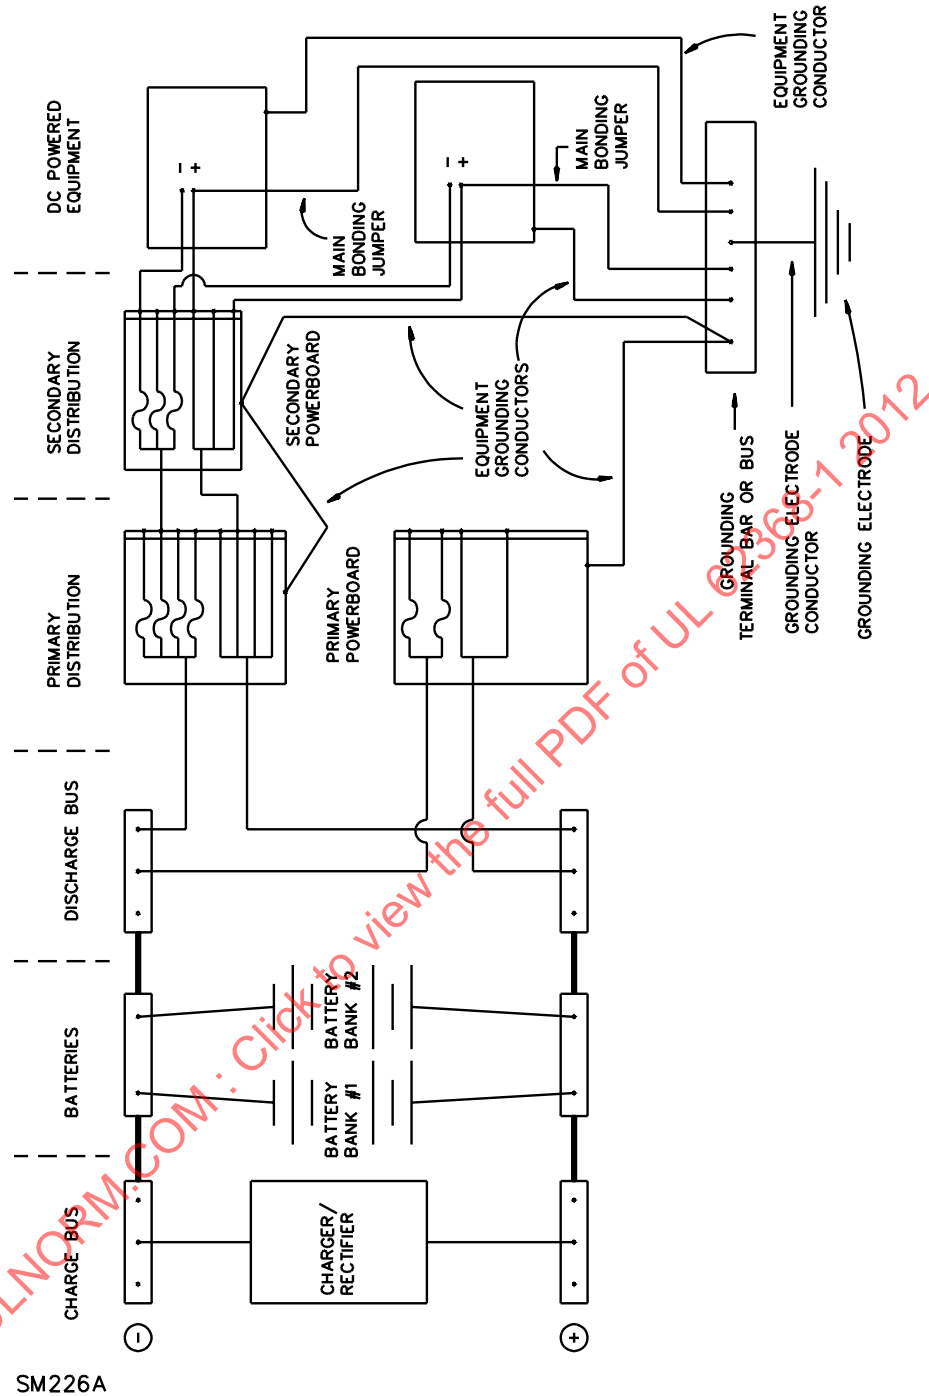 CHARGE BUS
BATTERIES
DISCHARGE BUS
PRIMARY
DISTRIBUTION
SECONDARY
DISTRIBUTION
DC POWERED
EQUIPMENT
−
+
CHARGER/
RECTIFIER
BATTERY
BANK #1
BATTERY
BANK #2
PRIMARY
POWERBOARD
SECONDARY
POWERBOARD
− +
− +
MAIN
BONDING
JUMPER
MAIN
BONDING
JUMPER
EQUIPMENT
GROUNDING
CONDUCTORS
EQUIPMENT
GROUNDING
CONDUCTOR
GROUNDING
TERMINAL BAR OR BUS
GROUNDING ELECTRODE
CONDUCTOR
GROUNDING ELECTRODE
SM226A
LNORM.COM : Click to view the full PDF of UL 62368-1 2012